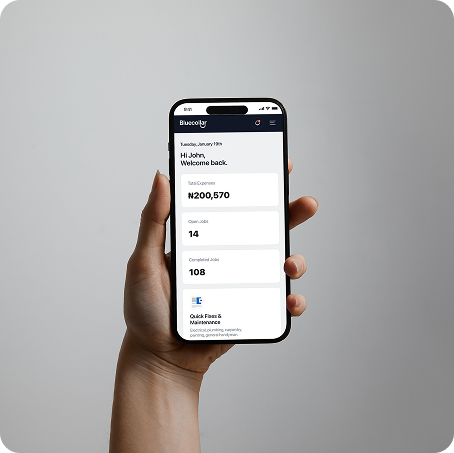 9:41
Bluecollar
Tuesday, January 19th
Hi John,
Welcome back.
Total Expenses
₦200,570
Open Jobs
14
Completed Jobs
108
Quick Fixes &
Maintenance
Electrical, plumbing, carpentry,
painting, general handyman